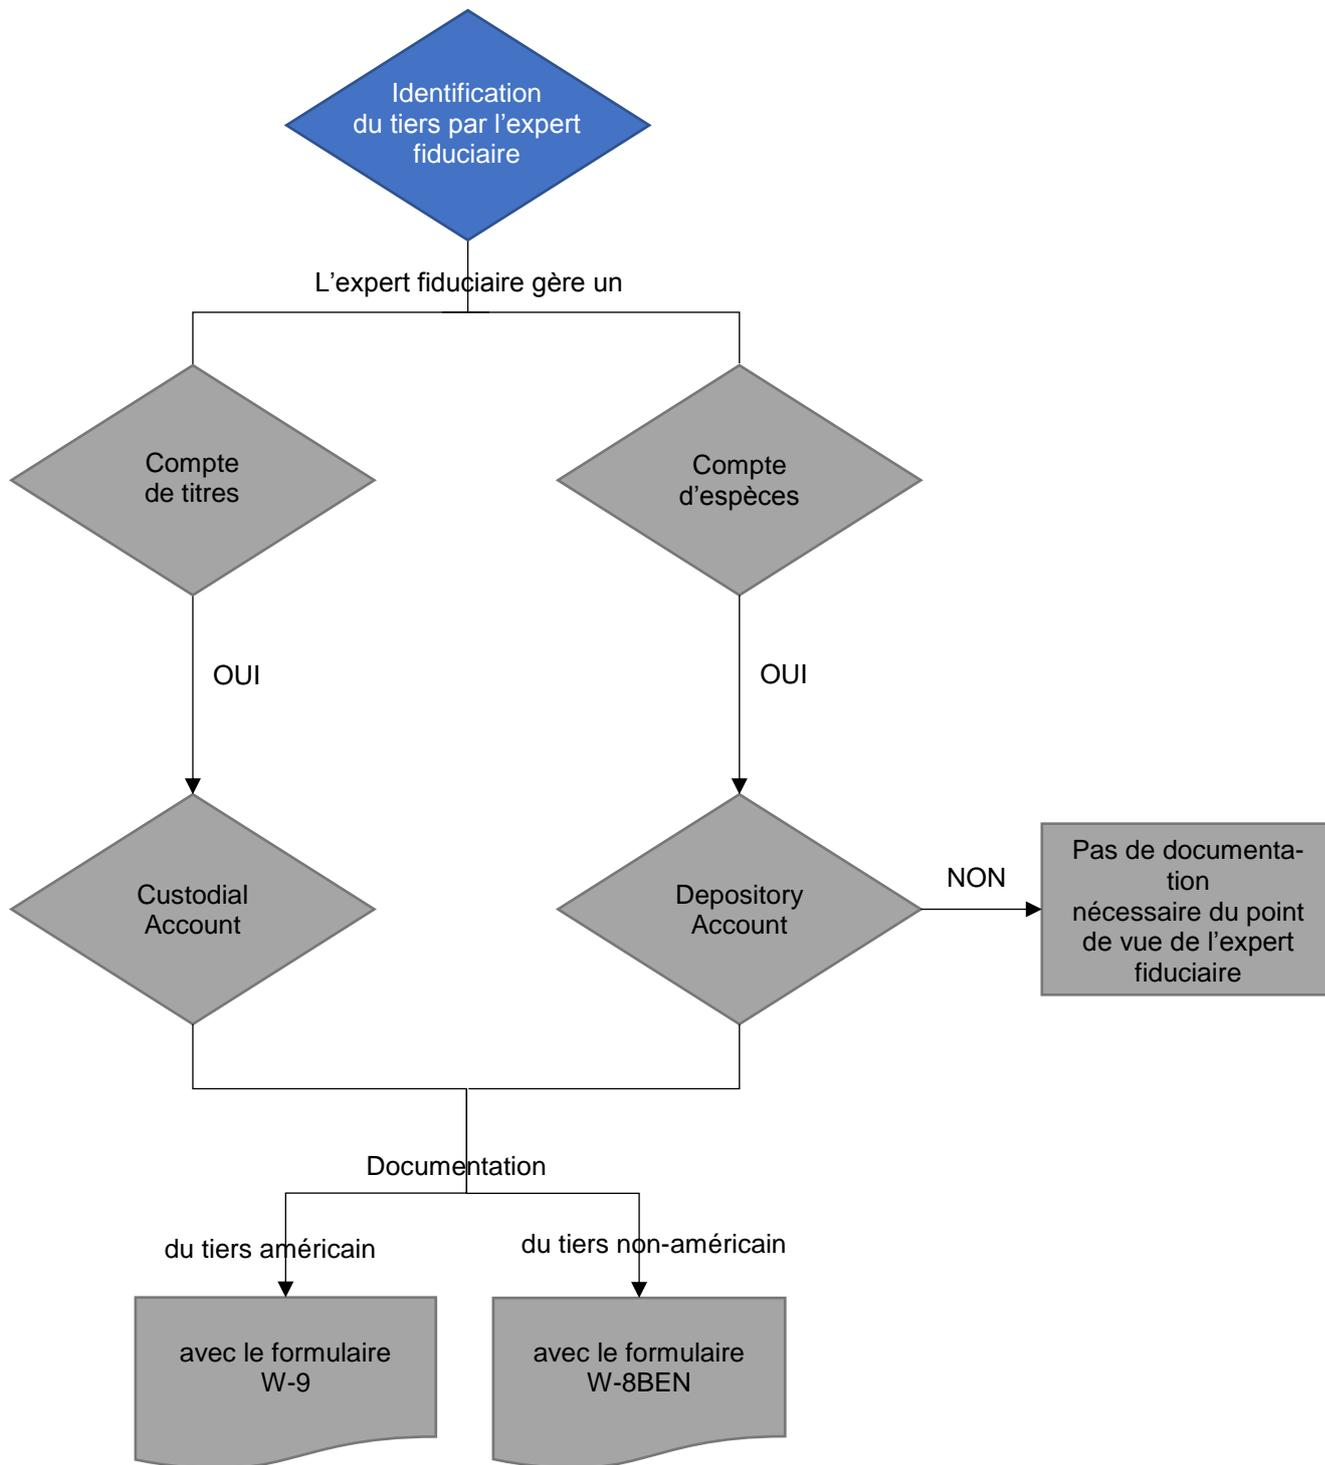 Identification
du tiers par l’expert
fiduciaire
L’expert fiduciaire gère un
Compte
de titres
Compte
d’espèces
OUI
OUI
Custodial
Account
Depository
Account
NON
Pas de documenta-
tion
nécessaire du point
de vue de l’expert
fiduciaire
Documentation
du tiers américain
du tiers non-américain
avec le formulaire
W-9
avec le formulaire
W-8BEN